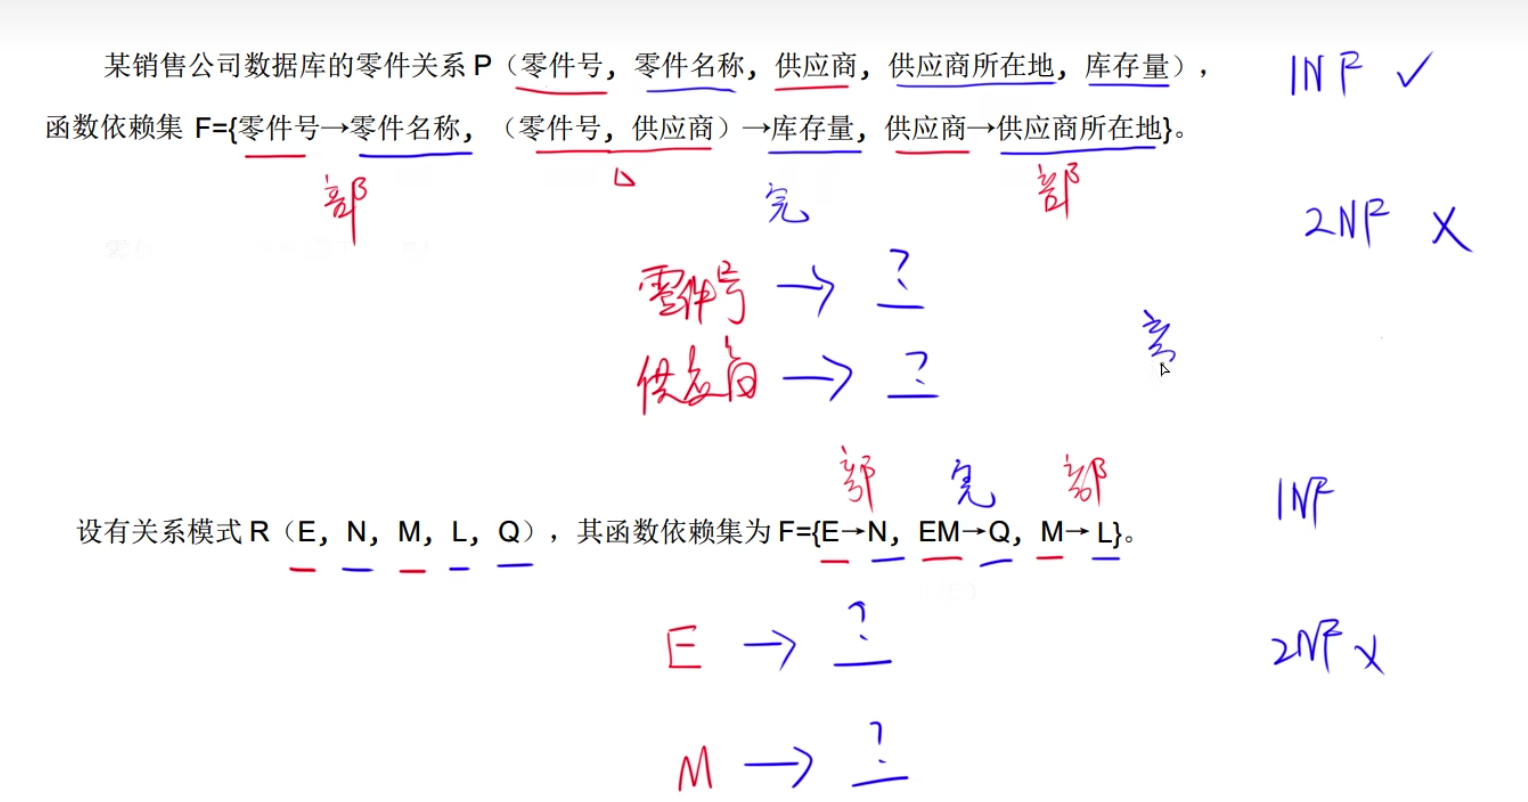 某销售公司数据库的零件关系 P（零件号，零件名称，供应商，供应商所在地，库存量）， 1NF ✓
函数依赖集 F={零件号→零件名称，（零件号，供应商）→库存量，供应商→供应商所在地}。
部 完 部
2NF X
零件号 → ?
供应商 → ?
部 完 部
设有关系模式 R（E，N，M，L，Q），其函数依赖集为 F={E→N，EM→Q，M→L}。 1NF
E → ?
2NF X
M → ?